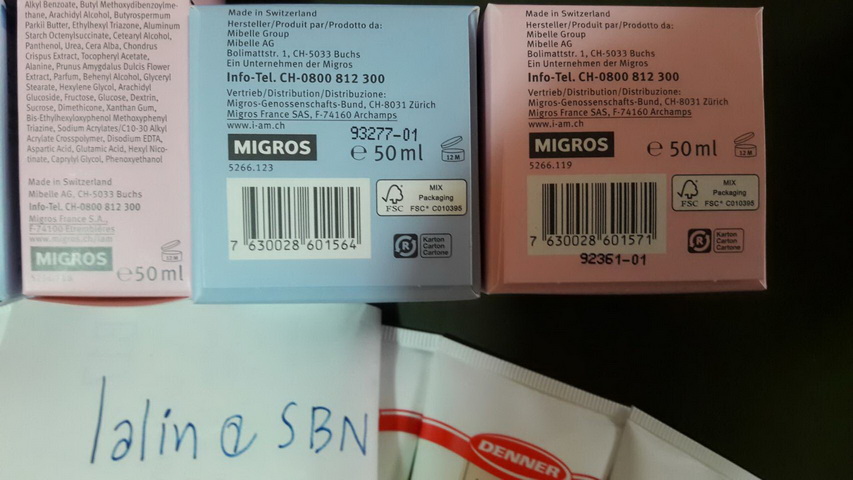 Alkyl Benzoate, Butyl Methoxydibenzoylme-
thane, Arachidyl Alcohol, Butyrospermum
Parkii Butter, Ethylhexyl Triazone, Aluminum
Starch Octenylsuccinate, Cetearyl Alcohol,
Panthenol, Urea, Cera Alba, Chondrus
Crispus Extract, Tocopheryl Acetate,
Alanine, Prunus Amygdalus Dulcis Flower
Extract, Parfum, Behenyl Alcohol, Glyceryl
Stearate, Hexylene Glycol, Arachidyl
Glucoside, Fructose, Glucose, Dextrin,
Sucrose, Dimethicone, Xanthan Gum,
Bis-Ethylhexyloxyphenol Methoxyphenyl
Triazine, Sodium Acrylates/C10-30 Alkyl
Acrylate Crosspolymer, Disodium EDTA,
Aspartic Acid, Glutamic Acid, Hexyl Nico-
tinate, Caprylyl Glycol, Phenoxyethanol
Made in Switzerland
Mibelle AG, CH-5033 Buchs
Info-Tel. CH-0800 812 300
Migros France S.A.,
F-74100 Etrembières
www.migros.ch/iam
12 M
MIGROS
e 50 ml
Made in Switzerland
Hersteller/Produit par/Prodotto da:
Mibelle Group
Mibelle AG
Bolimattstr. 1, CH-5033 Buchs
Ein Unternehmen der Migros
Info-Tel. CH-0800 812 300
Vertrieb/Distribution/Distribuzione:
Migros-Genossenschafts-Bund, CH-8031 Zürich
Migros France SAS, F-74160 Archamps
www.i-am.ch
93277-01
MIGROS
e 50 ml
12 M
5266.123
FSC
MIX
Packaging
FSC® C010395
7 630028 601564
R
Karton
Carton
Cartone
Made in Switzerland
Hersteller/Produit par/Prodotto da:
Mibelle Group
Mibelle AG
Bolimattstr. 1, CH-5033 Buchs
Ein Unternehmen der Migros
Info-Tel. CH-0800 812 300
Vertrieb/Distribution/Distribuzione:
Migros-Genossenschafts-Bund, CH-8031 Zürich
Migros France SAS, F-74160 Archamps
www.i-am.ch
MIGROS
e 50 ml
12 M
5266.119
FSC
MIX
Packaging
FSC® C010395
7 630028 601571
R
Karton
Carton
Cartone
92361-01
lalin @ SBN
DENNER